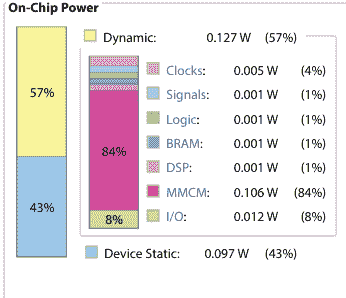 On-Chip Power
Dynamic: 0.127 W (57%)
57%
43%
84%
8%
Clocks: 0.005 W (4%)
Signals: 0.001 W (1%)
Logic: 0.001 W (1%)
BRAM: 0.001 W (1%)
DSP: 0.001 W (1%)
MMCM: 0.106 W (84%)
I/O: 0.012 W (8%)
Device Static: 0.097 W (43%)